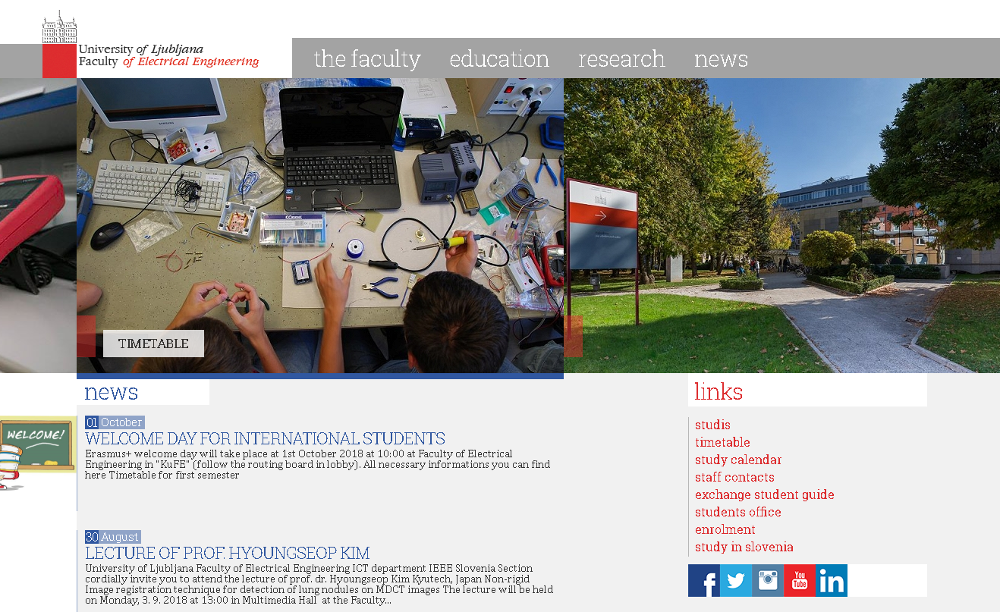 University of Ljubljana
Faculty of Electrical Engineering
the faculty
education
research
news
TIMETABLE
news
WELCOME!
01 October
WELCOME DAY FOR INTERNATIONAL STUDENTS
Erasmus+ welcome day will take place at 1st October 2018 at 10:00 at Faculty of Electrical
Engineering in "KuFE" (follow the routing board in lobby). All necessary informations you can find
here Timetable for first semester
30 August
LECTURE OF PROF. HYOUNGSEOP KIM
University of Ljubljana Faculty of Electrical Engineering ICT department IEEE Slovenia Section
cordially invite you to attend the lecture of prof. dr. Hyoungseop Kim Kyutech, Japan Non-rigid
Image registration technique for detection of lung nodules on MDCT images The lecture will be held
on Monday, 3. 9. 2018 at 13:00 in Multimedia Hall at the Faculty...
links
studis
timetable
study calendar
staff contacts
exchange student guide
students office
enrolment
study in slovenia
f
You
Tube
in